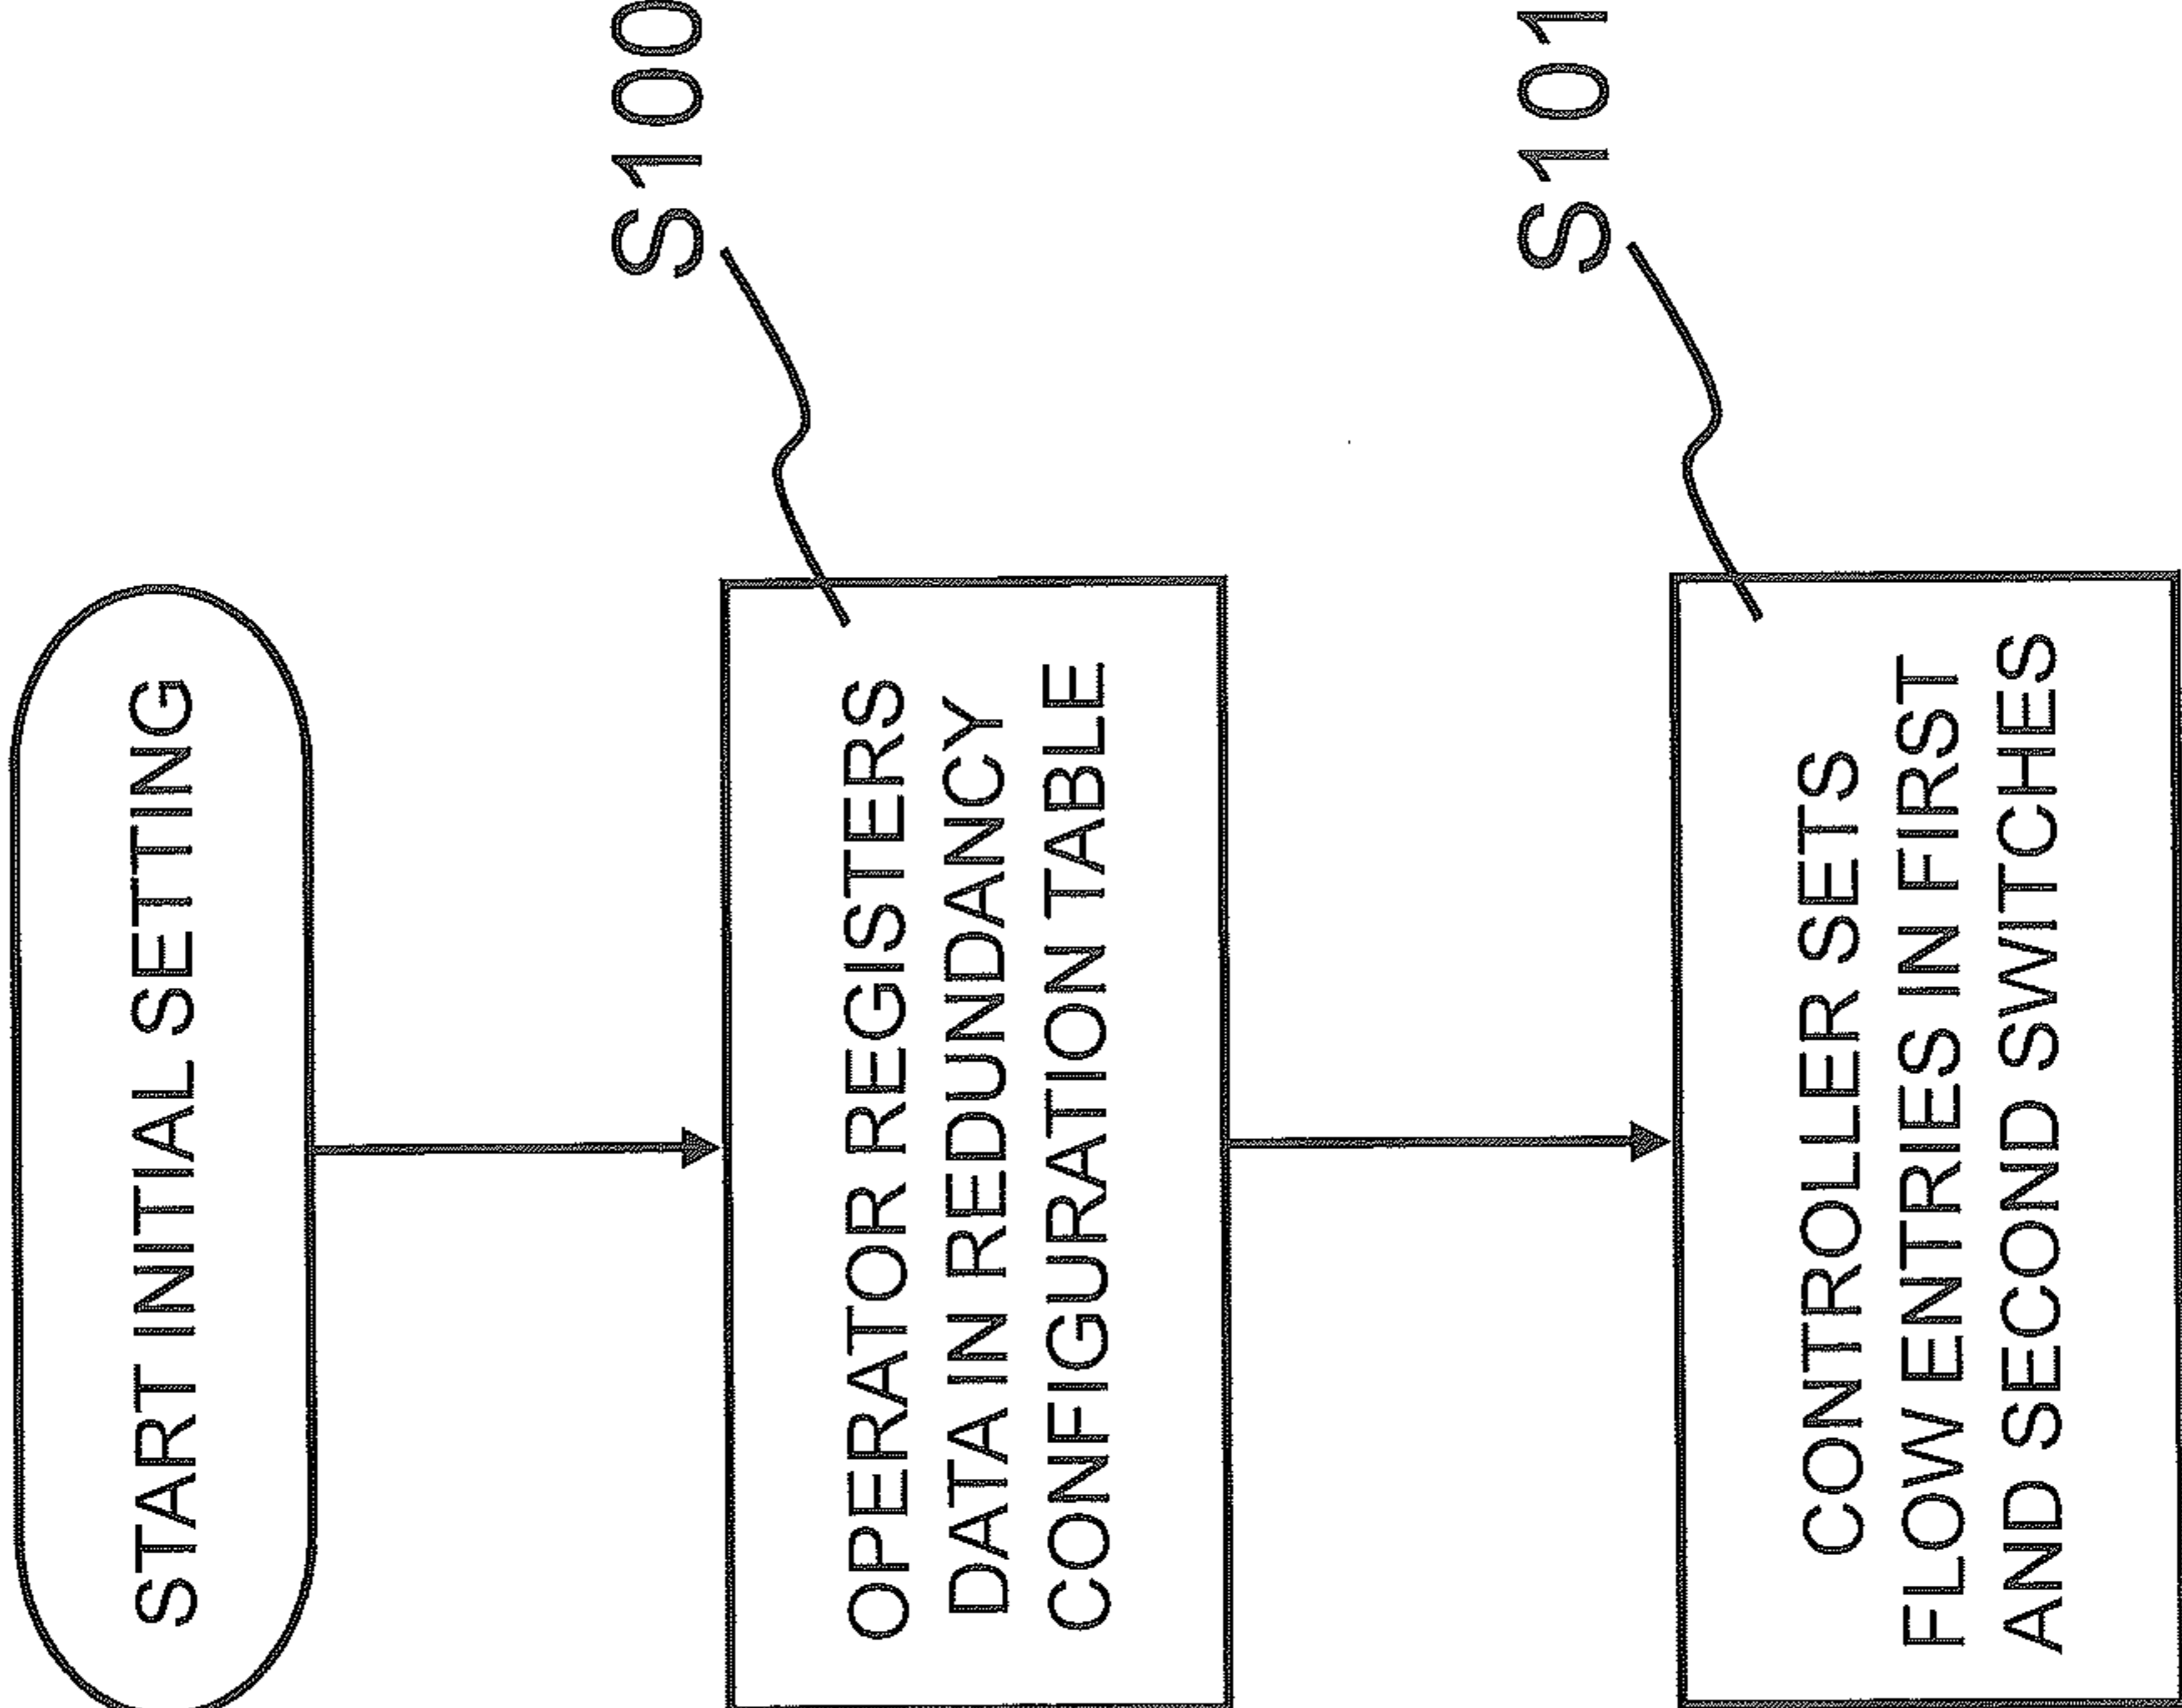 START INITIAL SETTING
S100
OPERATOR REGISTERS
DATA IN REDUNDANCY
CONFIGURATION TABLE
S101
CONTROLLER SETS
FLOW ENTRIES IN FIRST
AND SECOND SWITCHES